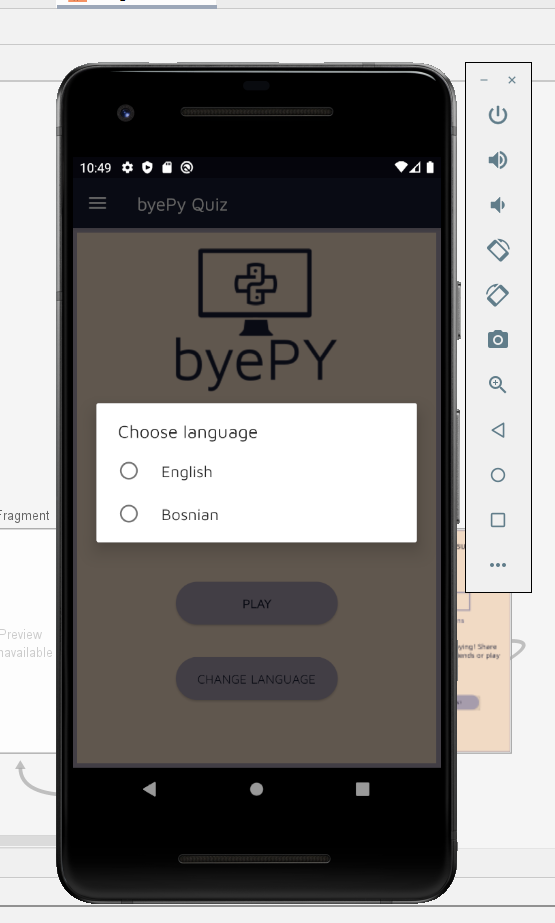 10:49
byePy Quiz
byePY
Choose language
English
Bosnian
PLAY
CHANGE LANGUAGE
Fragment
Preview
ying! Share
ends or play